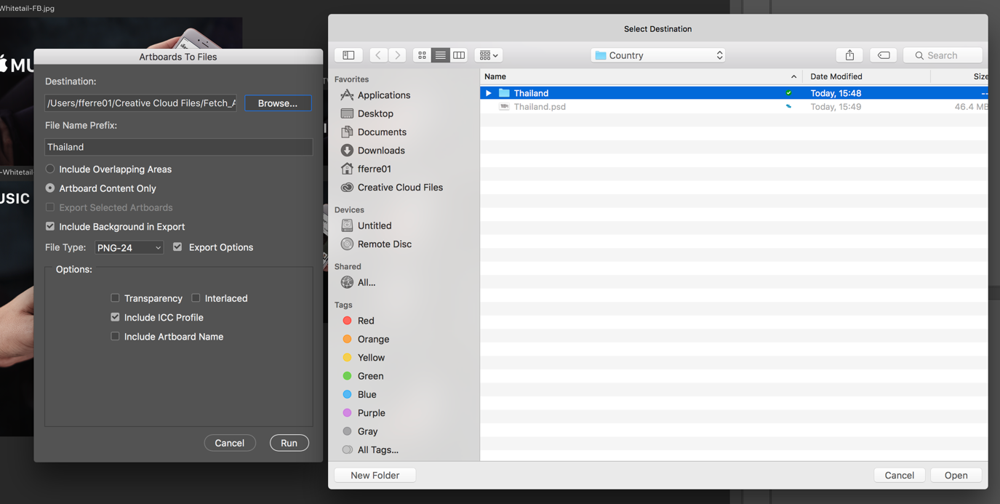 Whitetail-FB.jpg
MU
-Whitetail
USIC
Artboards To Files
Destination:
/Users/fferre01/Creative Cloud Files/Fetch_A
Browse...
File Name Prefix:
Thailand
Include Overlapping Areas
Artboard Content Only
Export Selected Artboards
Include Background in Export
File Type: PNG-24 Export Options
Options:
Transparency Interlaced
Include ICC Profile
Include Artboard Name
Cancel Run
Select Destination
Country
Search
Favorites
Applications
Desktop
Documents
Downloads
fferre01
Creative Cloud Files
Devices
Untitled
Remote Disc
Shared
All...
Tags
Red
Orange
Yellow
Green
Blue
Purple
Gray
All Tags...
Name Date Modified Size
Thailand Today, 15:48 --
Thailand.psd Today, 15:49 46.4 MB
New Folder Cancel Open